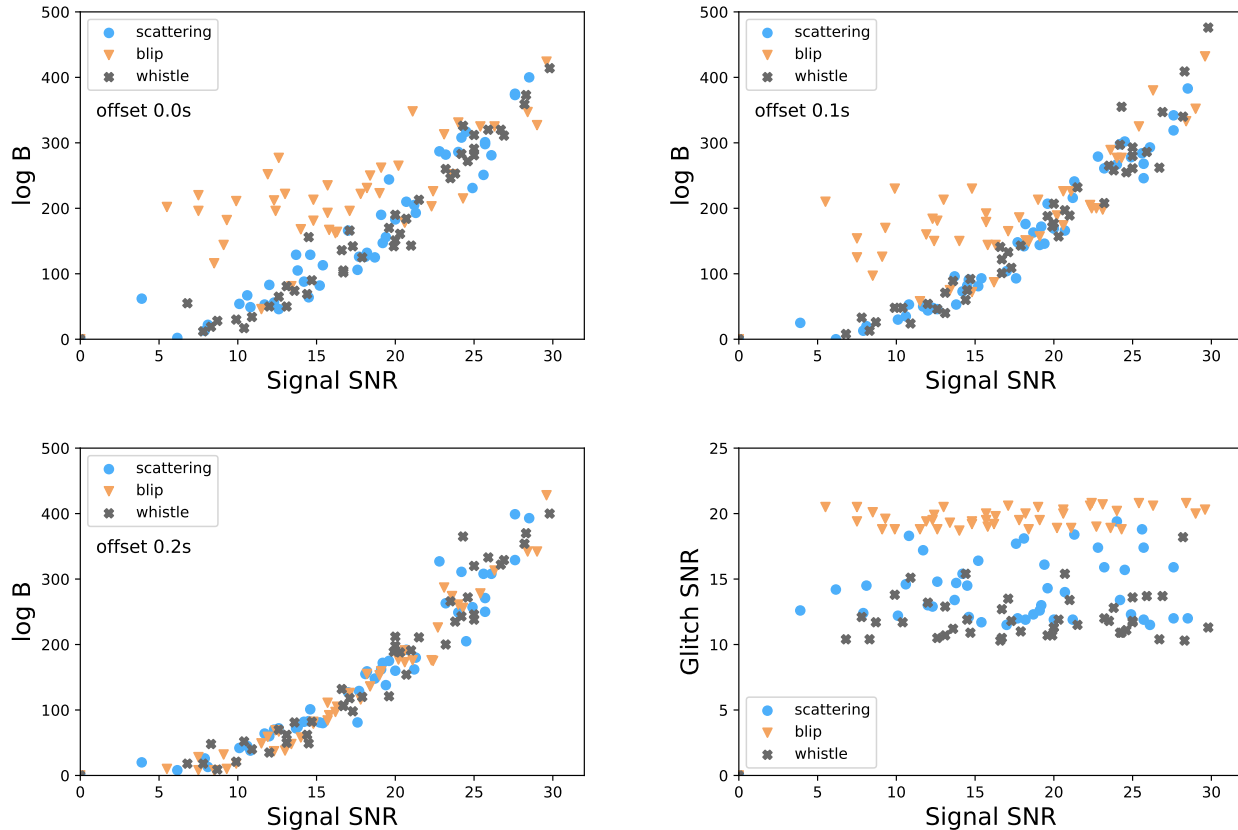 500
400
300
200
100
0
log B
scattering
blip
whistle
offset 0.0s
0 5 10 15 20 25 30
Signal SNR
500
400
300
200
100
0
log B
scattering
blip
whistle
offset 0.1s
0 5 10 15 20 25 30
Signal SNR
500
400
300
200
100
0
log B
scattering
blip
whistle
offset 0.2s
0 5 10 15 20 25 30
Signal SNR
25
20
15
10
5
0
Glitch SNR
scattering
blip
whistle
0 5 10 15 20 25 30
Signal SNR